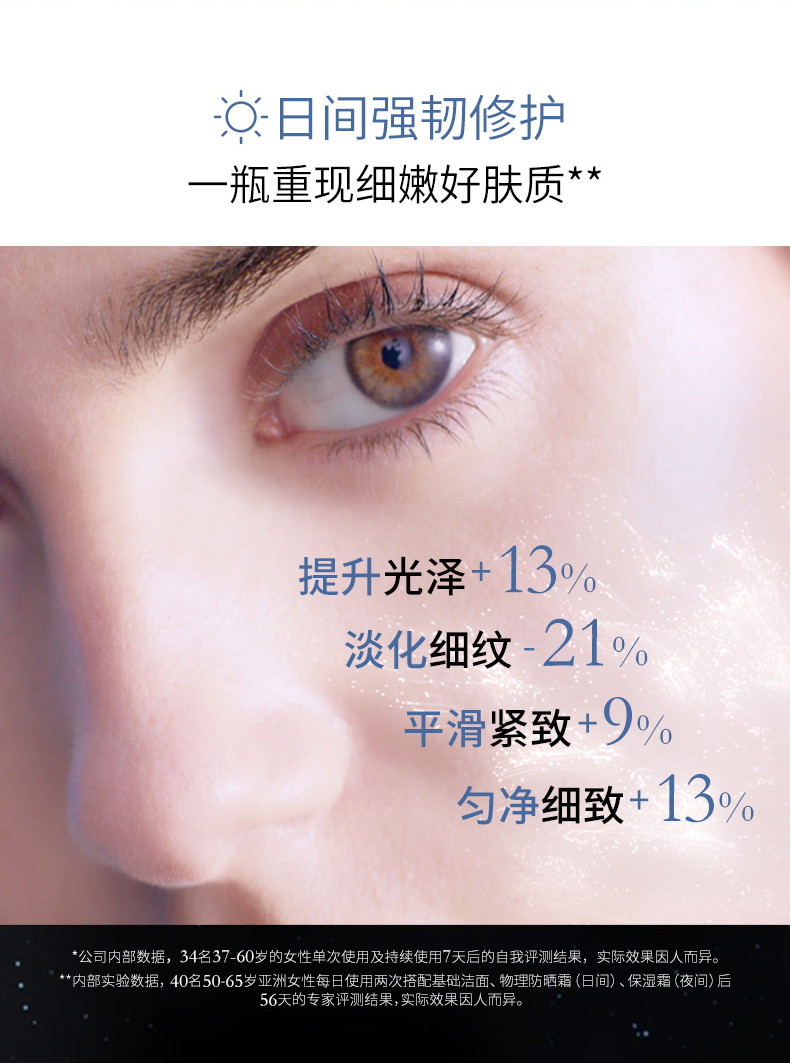 日间强韧修护
一瓶重现细嫩好肤质**
提升光泽+13%
淡化细纹-21%
平滑紧致+9%
匀净细致+13%
*公司内部数据，34名37-60岁的女性单次使用及持续使用7天后的自我评测结果，实际效果因人而异。
**内部实验数据，40名50-65岁亚洲女性每日使用两次搭配基础洁面、物理防晒霜（日间）、保湿霜（夜间）后
56天的专家评测结果，实际效果因人而异。